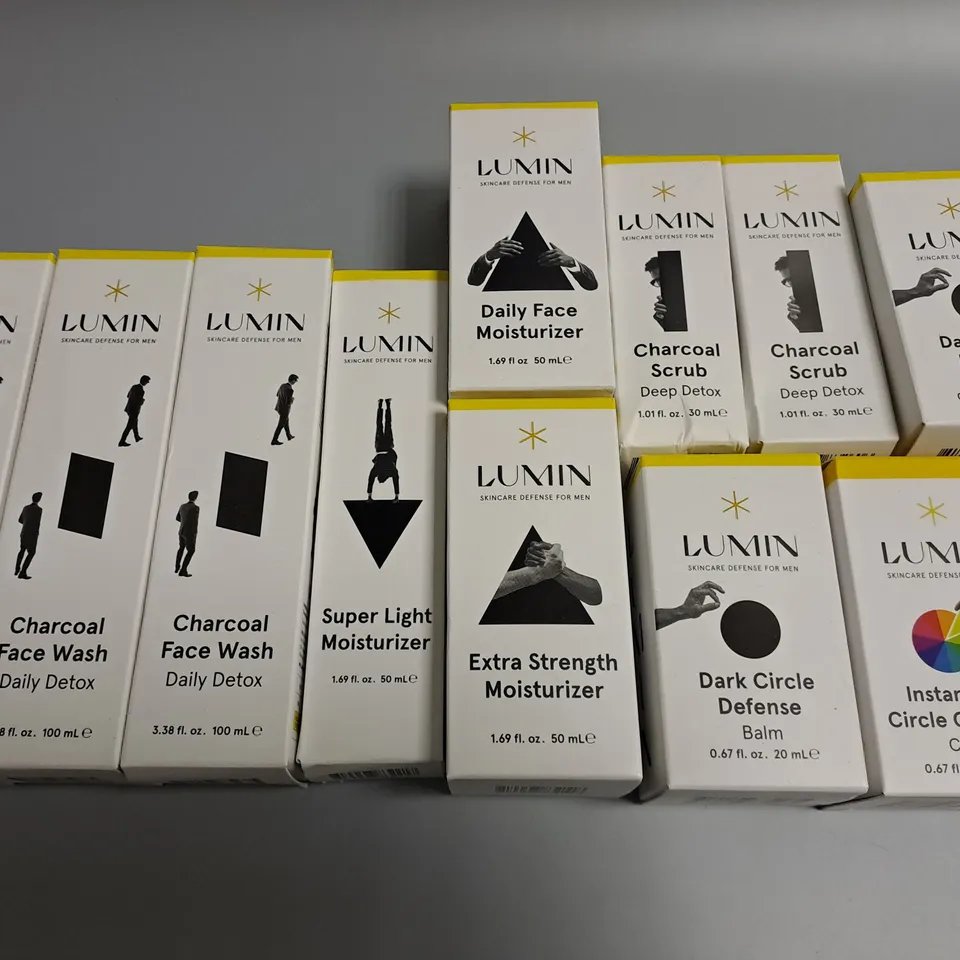 LUMIN
SKINCARE DEFENSE FOR MEN
Charcoal
Face Wash
Daily Detox
100 mL℮
LUMIN
SKINCARE DEFENSE FOR MEN
Charcoal
Face Wash
Daily Detox
3.38 fl. oz. 100 mL℮
LUMIN
SKINCARE DEFENSE FOR MEN
Super Light
Moisturizer
1.69 fl. oz. 50 mL℮
LUMIN
SKINCARE DEFENSE FOR MEN
Daily Face
Moisturizer
1.69 fl oz 50 mL℮
LUMIN
SKINCARE DEFENSE FOR MEN
Extra Strength
Moisturizer
1.69 fl. oz. 50 mL℮
LUMIN
SKINCARE DEFENSE FOR MEN
Charcoal
Scrub
Deep Detox
1.01 fl. oz. 30 mL℮
LUMIN
SKINCARE DEFENSE FOR MEN
Charcoal
Scrub
Deep Detox
1.01 fl. oz. 30 mL℮
LUMIN
SKINCARE DEFENSE FOR MEN
Dark Circle
Defense
Balm
0.67 fl. oz. 20 mL℮
SKINCARE
Circle
0.67